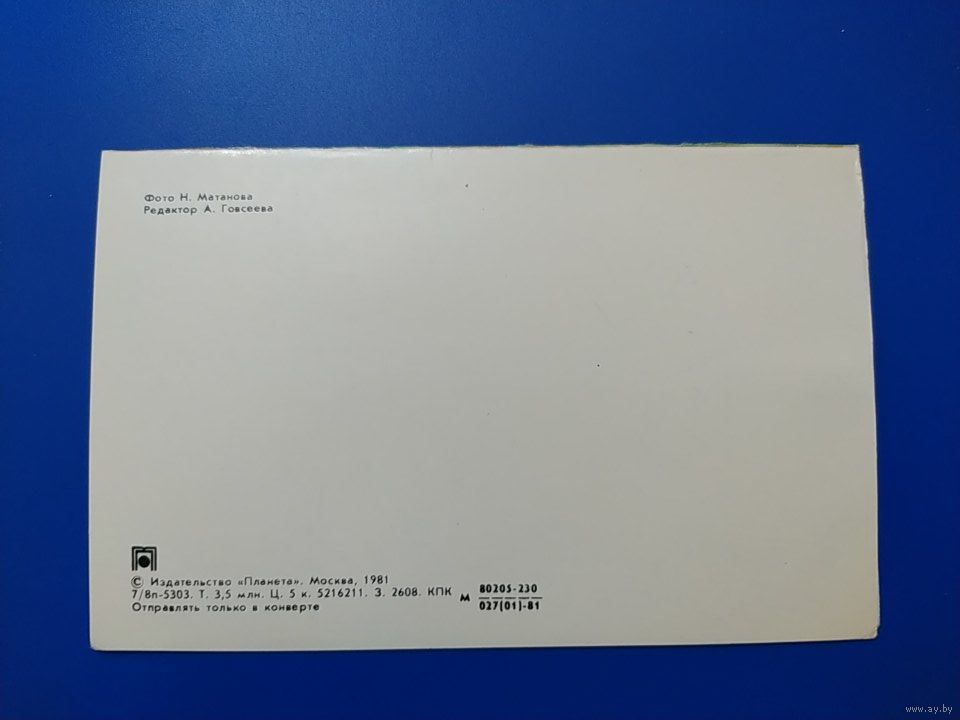 Фото Н. Матанова
Редактор А. Говсеева
© Издательство «Планета». Москва, 1981
7/8п-5303. Т. 3,5 млн. Ц. 5 к. 5216211. З. 2608. КПК
Отправлять только в конверте
М 80205-230
027(01)-81
www.ay.by